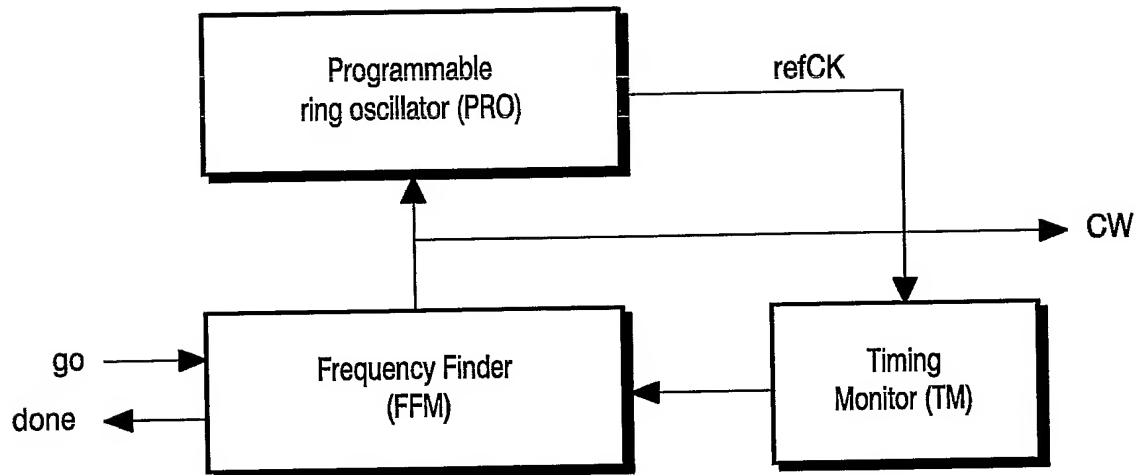 Programmable
ring oscillator (PRO)
refCK
CW
go
done
Frequency Finder
(FFM)
Timing
Monitor (TM)